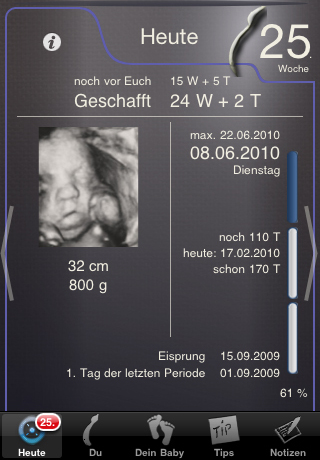 i
Heute
25.
Woche
noch vor Euch 15 W + 5 T
Geschafft 24 W + 2 T
max. 22.06.2010
08.06.2010
Dienstag
noch 110 T
heute: 17.02.2010
schon 170 T
32 cm
800 g
Eisprung 15.09.2009
1. Tag der letzten Periode 01.09.2009
61 %
25.
TIP
Heute Du Dein Baby Tips Notizen